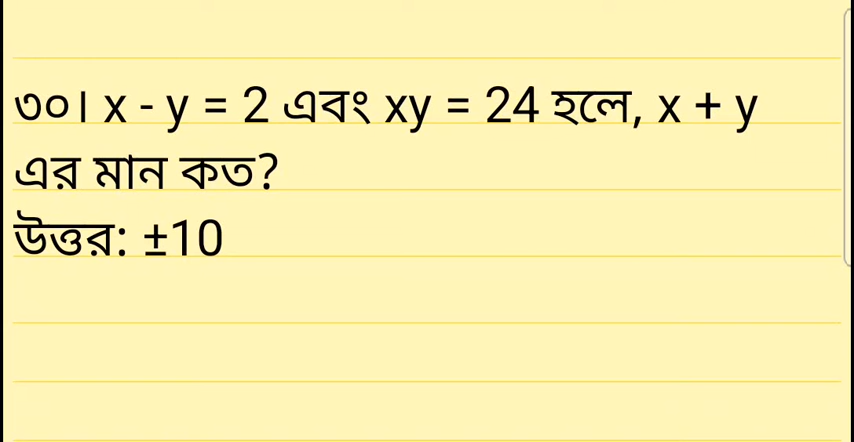 ৩০। x - y = 2 এবং xy = 24 হলে, x + y
এর মান কত?
উত্তর: ±10